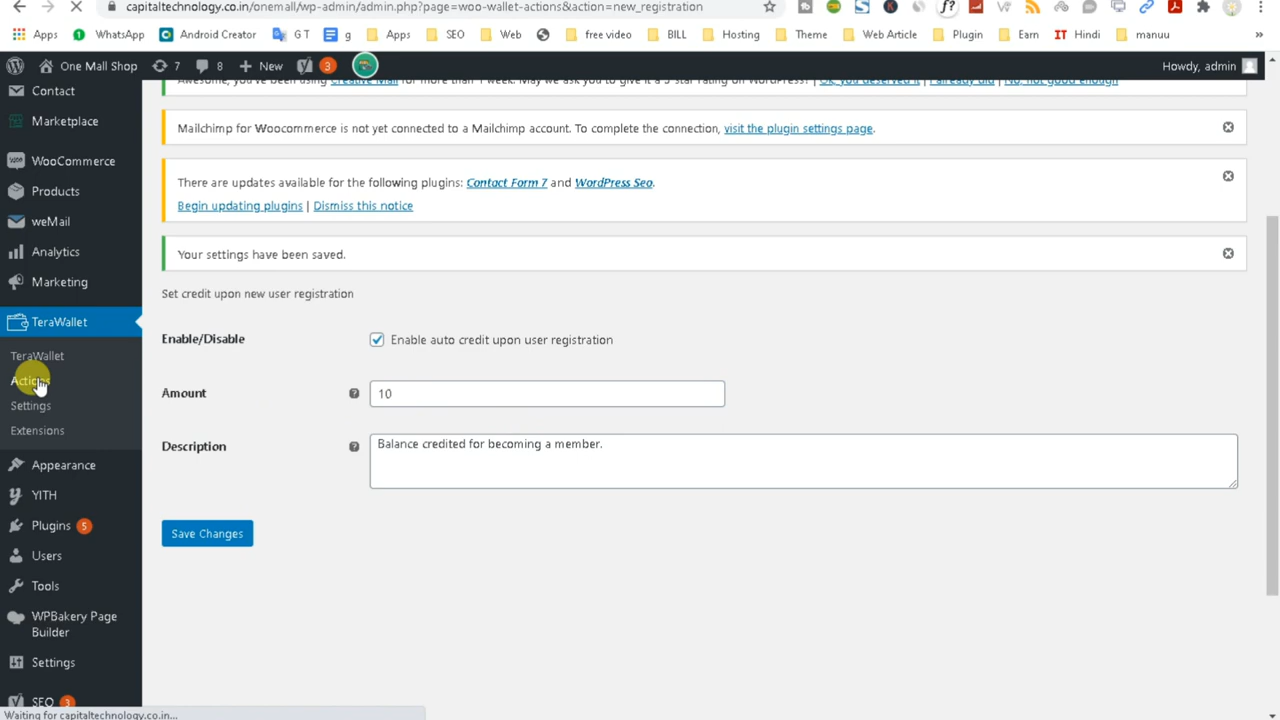 capitaltechnology.co.in/onemall/wp-admin/admin.php?page=woo-wallet-actions&action=new_registration
Apps WhatsApp Android Creator G T g Apps SEO Web free video BILL Hosting Theme Web Article Plugin Earn IT Hindi manuu »
One Mall Shop 7 8 + New 3 Howdy, admin
Awesome, you've been using Creative Mail for more than 1 week. May we ask you to give it a 5-star rating on WordPress? Ok, you deserved it | I already did | No, not good enough
Contact
Marketplace
WooCommerce
Products
weMail
Analytics
Marketing
TeraWallet
TeraWallet
Actions
Settings
Extensions
Appearance
YITH
Plugins 5
Users
Tools
WPBakery Page
Builder
Settings
SEO 3
Mailchimp for Woocommerce is not yet connected to a Mailchimp account. To complete the connection, visit the plugin settings page.
There are updates available for the following plugins: Contact Form 7 and WordPress Seo.
Begin updating plugins | Dismiss this notice
Your settings have been saved.
Set credit upon new user registration
Enable/Disable Enable auto credit upon user registration
Amount 10
Description Balance credited for becoming a member.
Save Changes
Waiting for capitaltechnology.co.in...